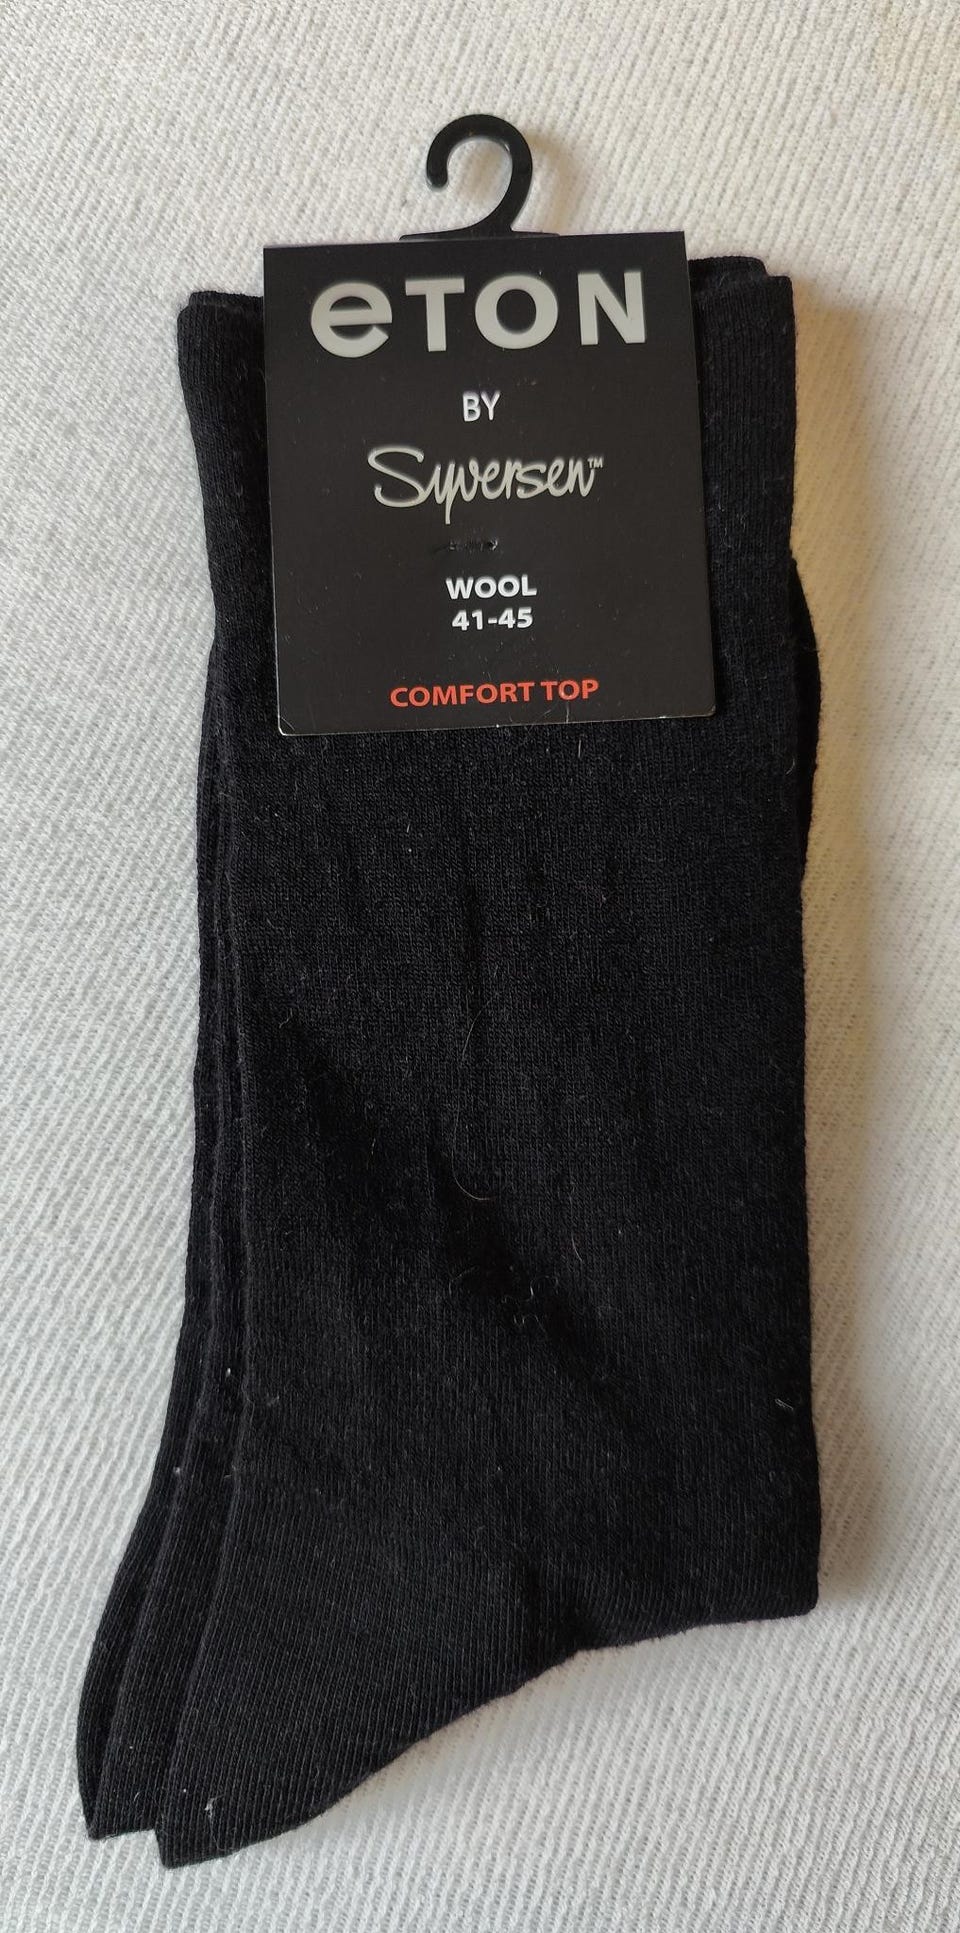 eTON
BY
Syversen™
WOOL
41-45
COMFORT TOP